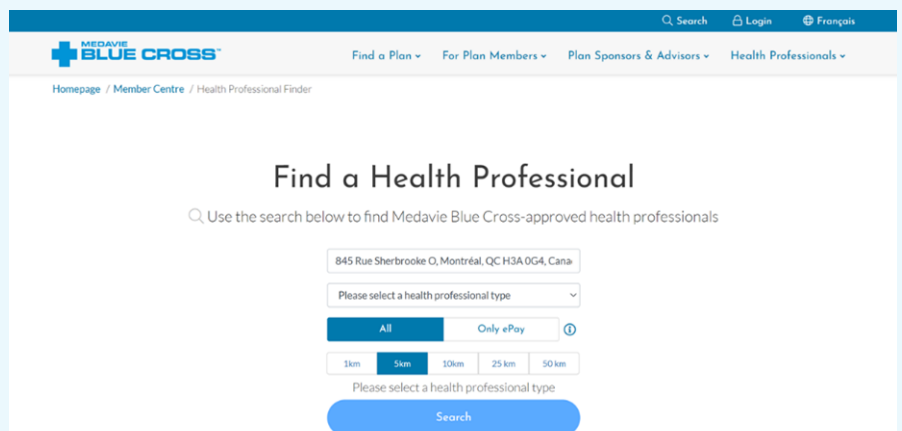 Search Login Français
MEDAVIE
BLUE CROSS™
Find a Plan For Plan Members Plan Sponsors & Advisors Health Professionals
Homepage / Member Centre / Health Professional Finder
Find a Health Professional
Use the search below to find Medavie Blue Cross-approved health professionals
845 Rue Sherbrooke O, Montréal, QC H3A 0G4, Cana
Please select a health professional type
All Only ePay
1km 5km 10km 25 km 50 km
Please select a health professional type
Search